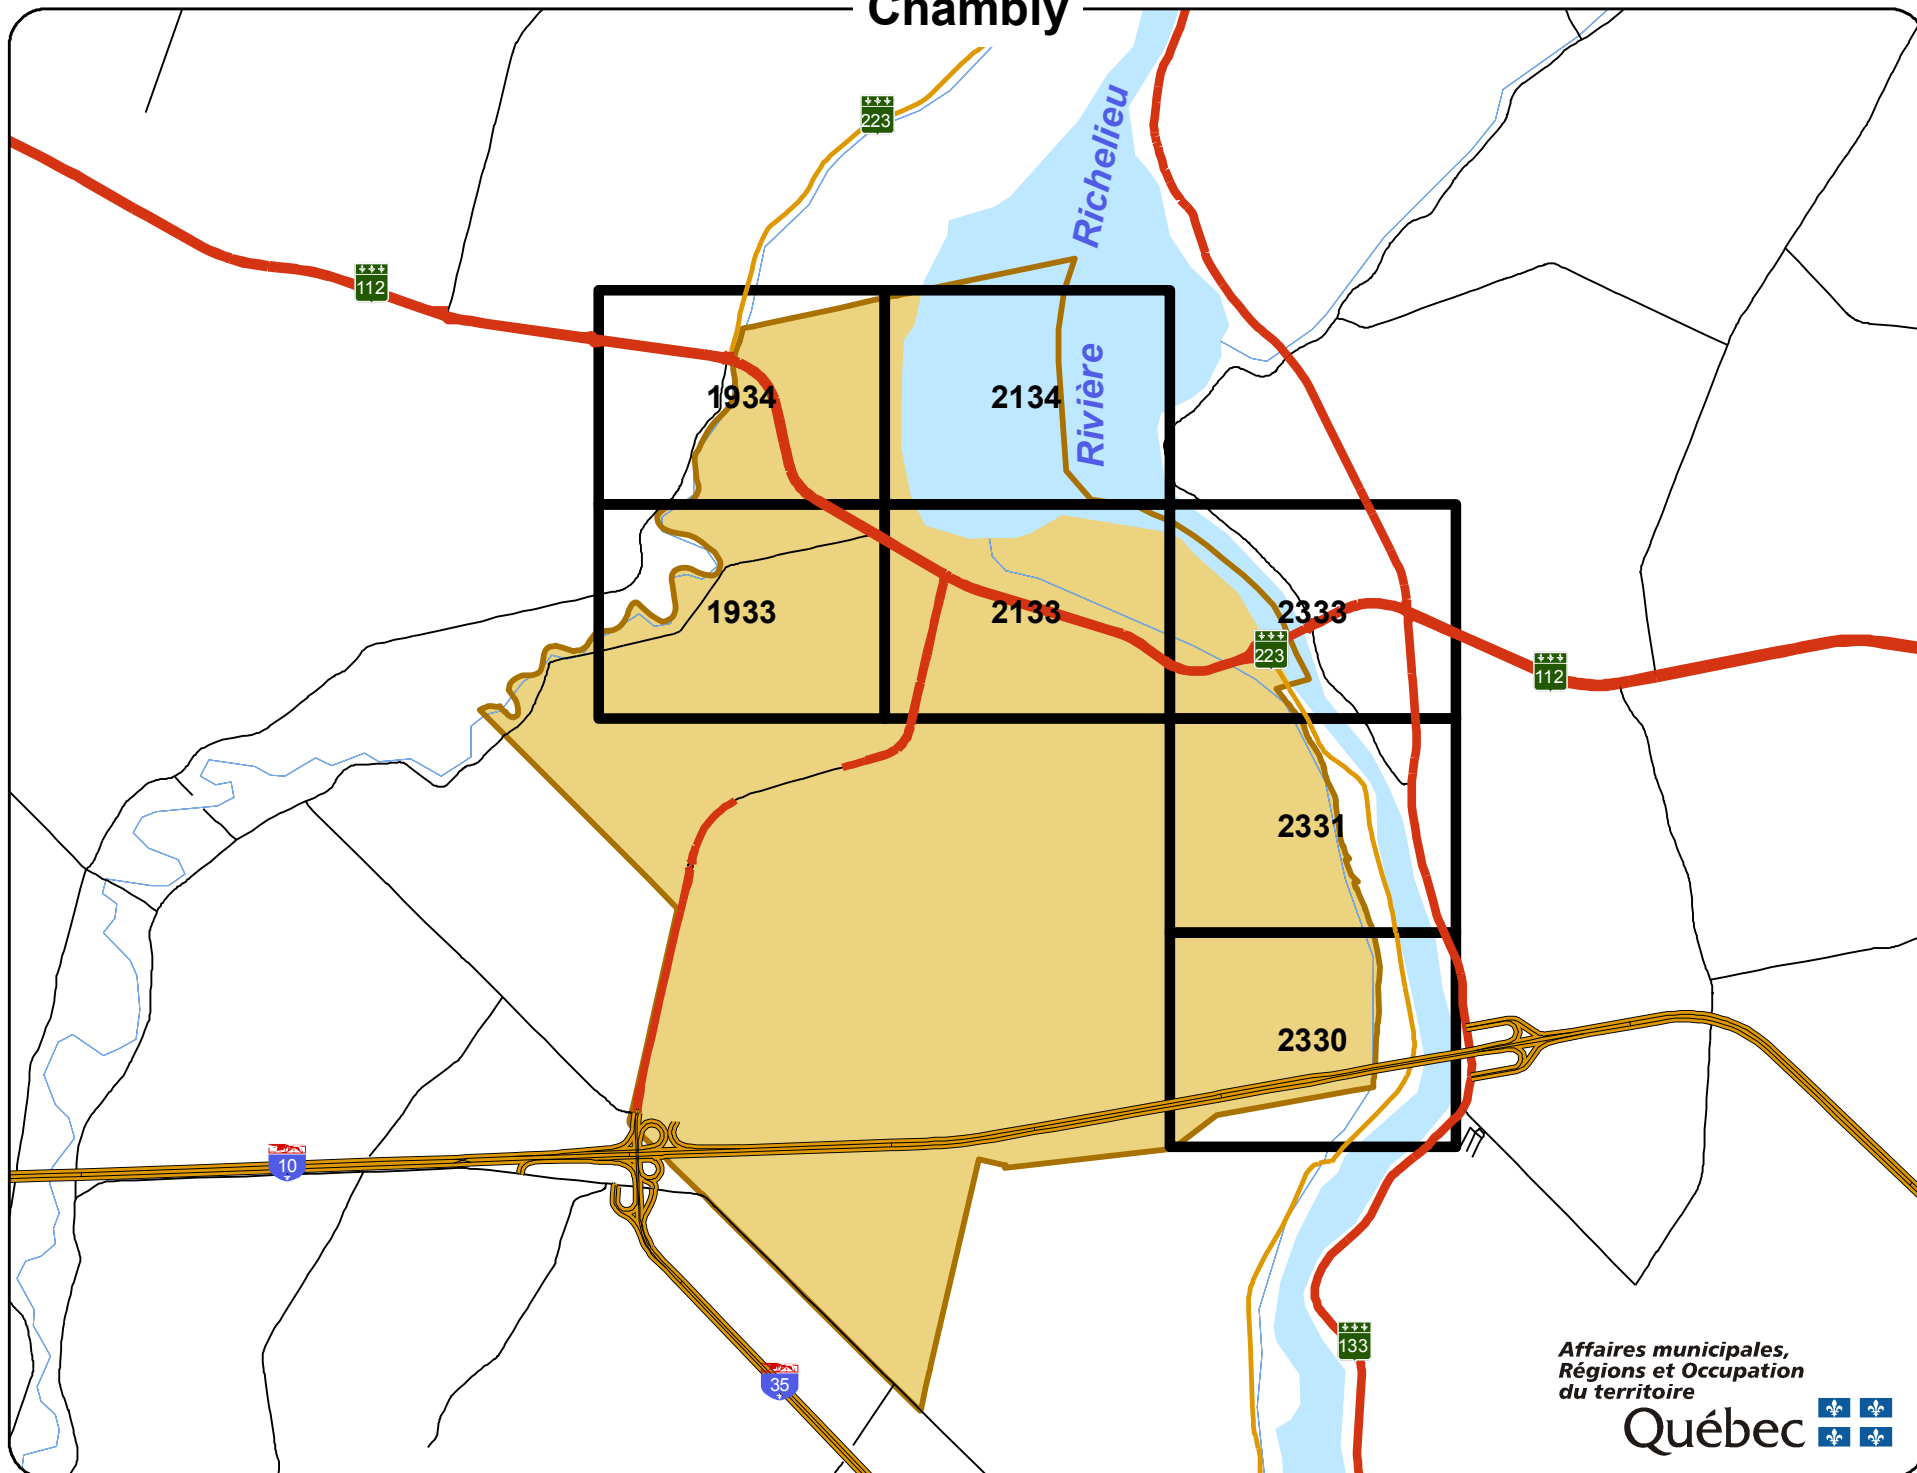 Chambly
223
Richelieu
112
Rivière
1934
2134
1933
2133
2333
223
112
2331
2330
10
35
133
Affaires municipales,
Régions et Occupation
du territoire
Québec